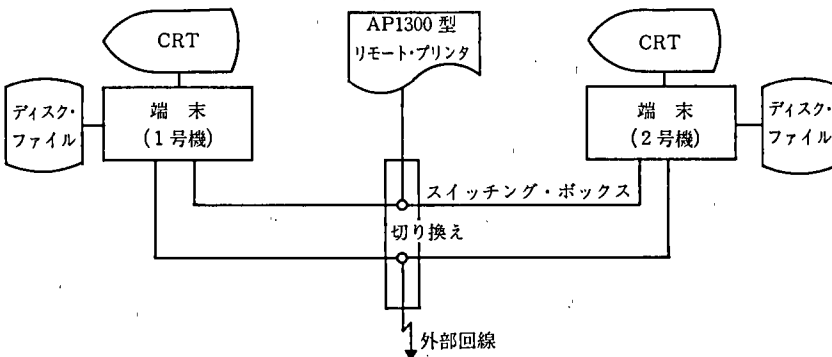 CRT
AP1300型
リモート・プリンタ
CRT
ディスク・
ファイル
端末
(1号機)
端末
(2号機)
ディスク・
ファイル
スイッチング・ボックス
切り換え
外部回線